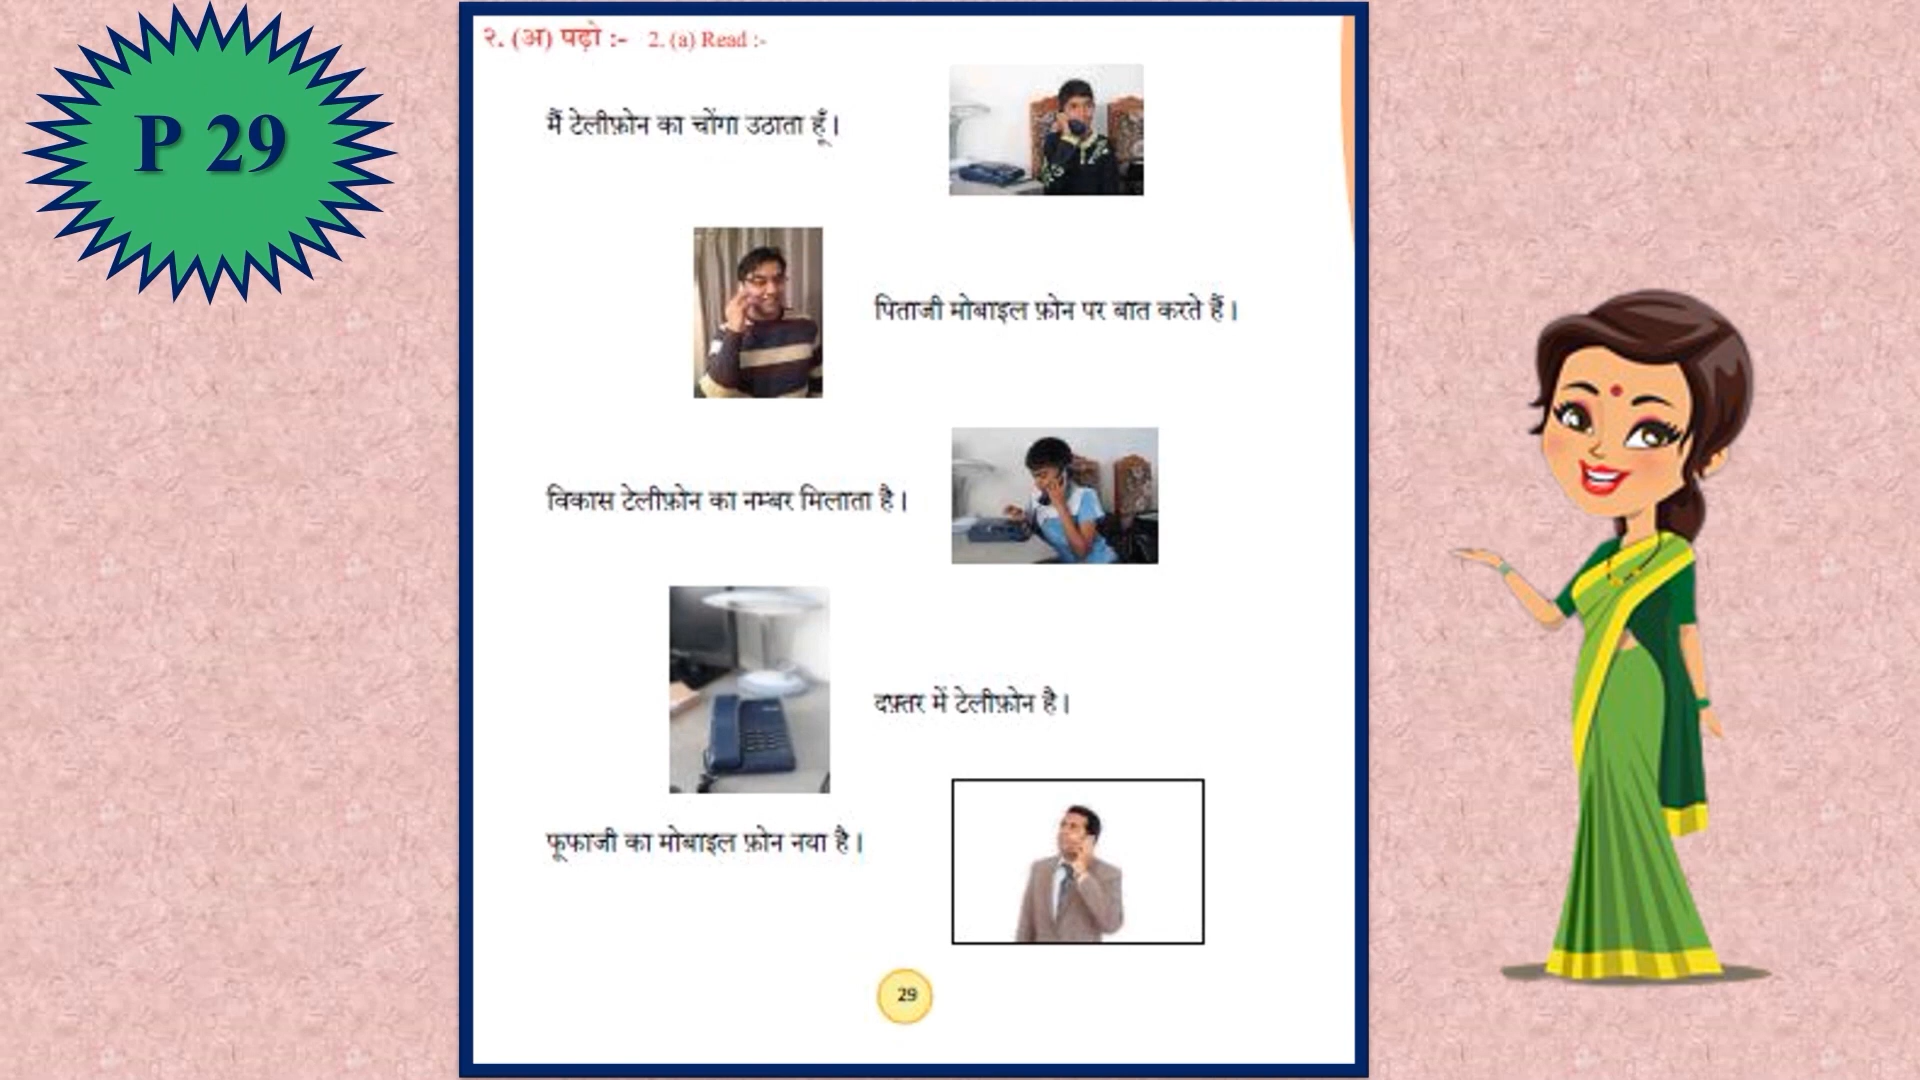 P 29
२. (अ) पढ़ो :- 2. (a) Read :-
मैं टेलीफ़ोन का चोंगा उठाता हूँ।
पिताजी मोबाइल फ़ोन पर बात करते हैं।
विकास टेलीफ़ोन का नम्बर मिलाता है।
दफ़्तर में टेलीफ़ोन है।
फूफाजी का मोबाइल फ़ोन नया है।
29